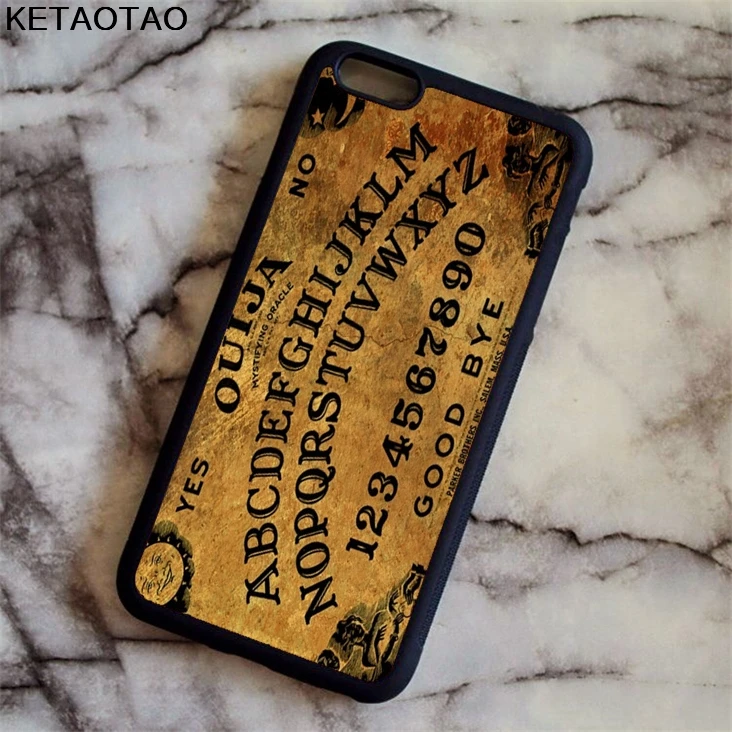 KETAOTAO
YES NO
OUIJA
MYSTIFYING ORACLE
ABCDEFGHIJKLM
NOPQRSTUVWXYZ
1234567890
GOOD BYE
PARKER BROTHERS INC. SALEM, MASS. U.S.A.